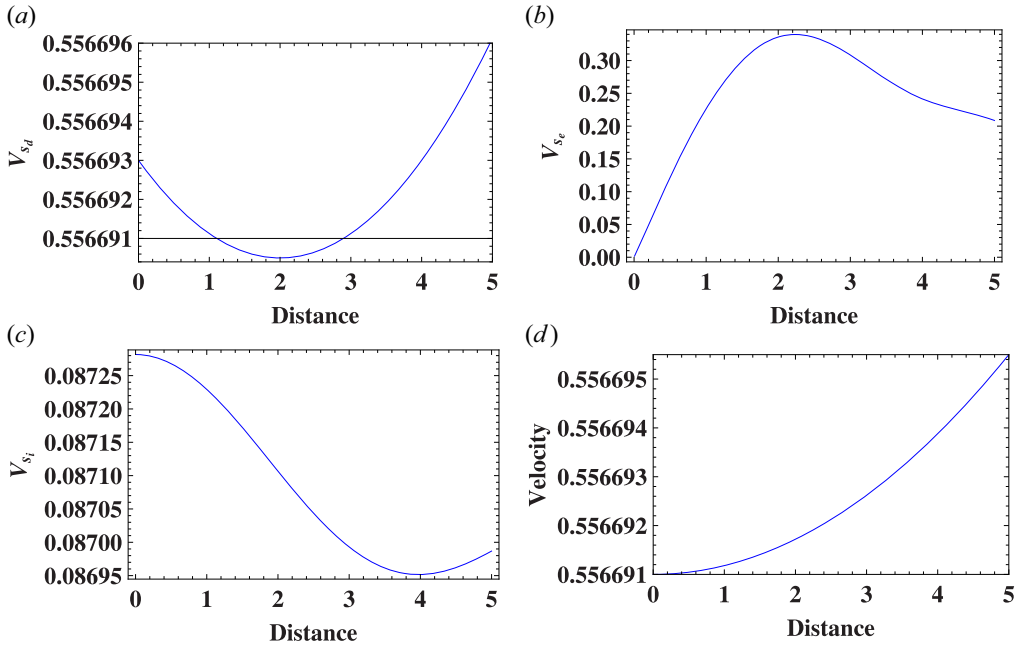 (a)
0.556696
0.556695
0.556694
0.556693
0.556692
0.556691
V_{s_d}
0 1 2 3 4 5
Distance
(b)
0.30
0.25
0.20
0.15
0.10
0.05
0.00
V_{s_e}
0 1 2 3 4 5
Distance
(c)
0.08725
0.08720
0.08715
0.08710
0.08705
0.08700
0.08695
V_{s_i}
0 1 2 3 4 5
Distance
(d)
0.556695
0.556694
0.556693
0.556692
0.556691
Velocity
0 1 2 3 4 5
Distance